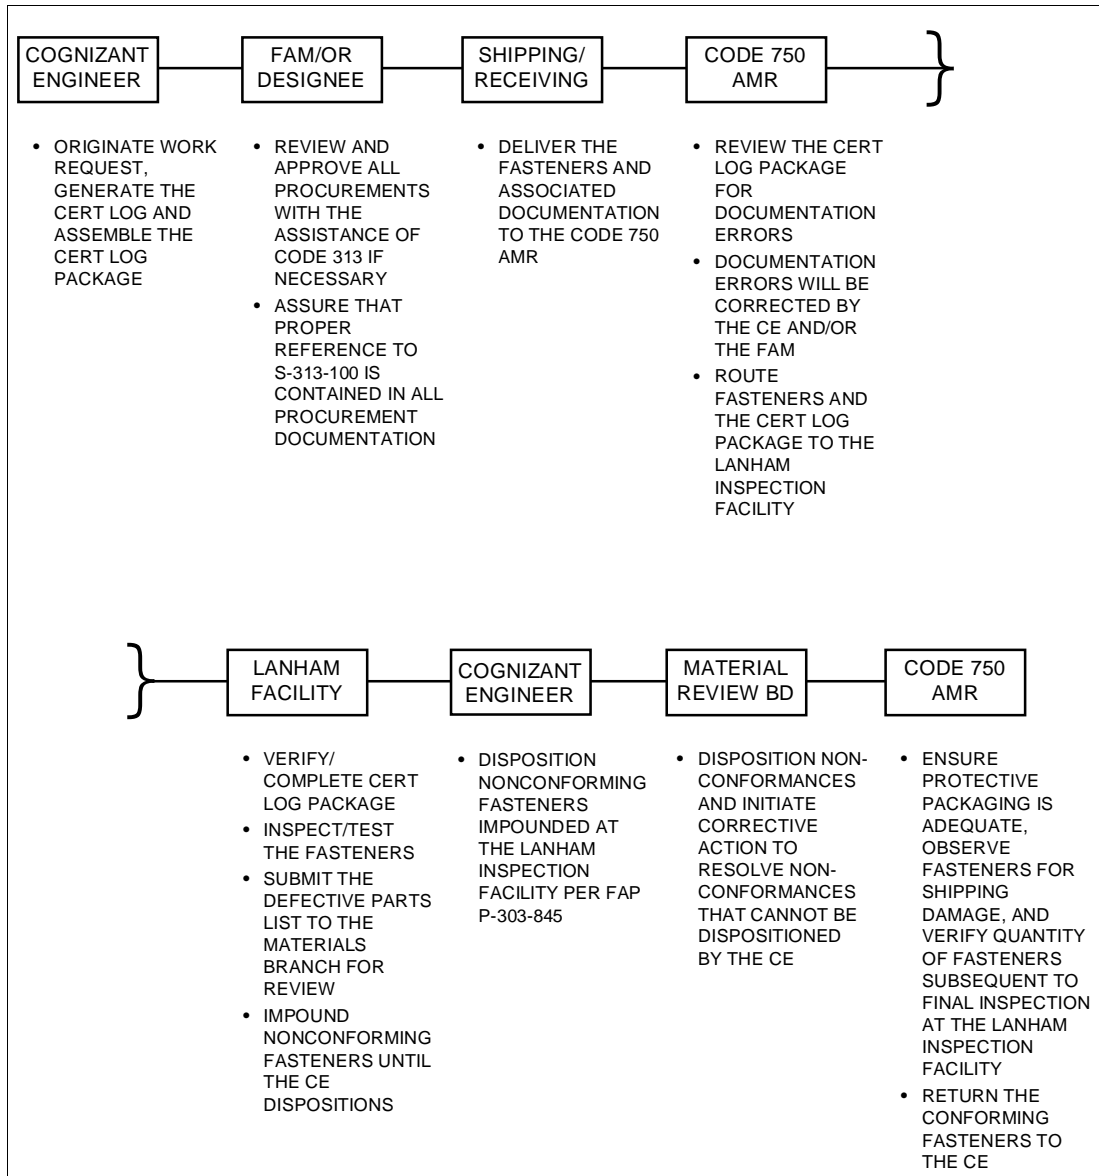 COGNIZANT
ENGINEER
FAM/OR
DESIGNEE
SHIPPING/
RECEIVING
CODE 750
AMR
• ORIGINATE WORK
REQUEST,
GENERATE THE
CERT LOG AND
ASSEMBLE THE
CERT LOG
PACKAGE
• REVIEW AND
APPROVE ALL
PROCUREMENTS
WITH THE
ASSISTANCE OF
CODE 313 IF
NECESSARY
• ASSURE THAT
PROPER
REFERENCE TO
S-313-100 IS
CONTAINED IN ALL
PROCUREMENT
DOCUMENTATION
• DELIVER THE
FASTENERS AND
ASSOCIATED
DOCUMENTATION
TO THE CODE 750
AMR
• REVIEW THE CERT
LOG PACKAGE
FOR
DOCUMENTATION
ERRORS
• DOCUMENTATION
ERRORS WILL BE
CORRECTED BY
THE CE AND/OR
THE FAM
• ROUTE
FASTENERS AND
THE CERT LOG
PACKAGE TO THE
LANHAM
INSPECTION
FACILITY
LANHAM
FACILITY
COGNIZANT
ENGINEER
MATERIAL
REVIEW BD
CODE 750
AMR
• VERIFY/
COMPLETE CERT
LOG PACKAGE
• INSPECT/TEST
THE FASTENERS
• SUBMIT THE
DEFECTIVE PARTS
LIST TO THE
MATERIALS
BRANCH FOR
REVIEW
• IMPOUND
NONCONFORMING
FASTENERS UNTIL
THE CE
DISPOSITIONS
• DISPOSITION
NONCONFORMING
FASTENERS
IMPOUNDED AT
THE LANHAM
INSPECTION
FACILITY PER FAP
P-303-845
• DISPOSITION NON-
CONFORMANCES
AND INITIATE
CORRECTIVE
ACTION TO
RESOLVE NON-
CONFORMANCES
THAT CANNOT BE
DISPOSITIONED
BY THE CE
• ENSURE
PROTECTIVE
PACKAGING IS
ADEQUATE,
OBSERVE
FASTENERS FOR
SHIPPING
DAMAGE, AND
VERIFY QUANTITY
OF FASTENERS
SUBSEQUENT TO
FINAL INSPECTION
AT THE LANHAM
INSPECTION
FACILITY
• RETURN THE
CONFORMING
FASTENERS TO
THE CE